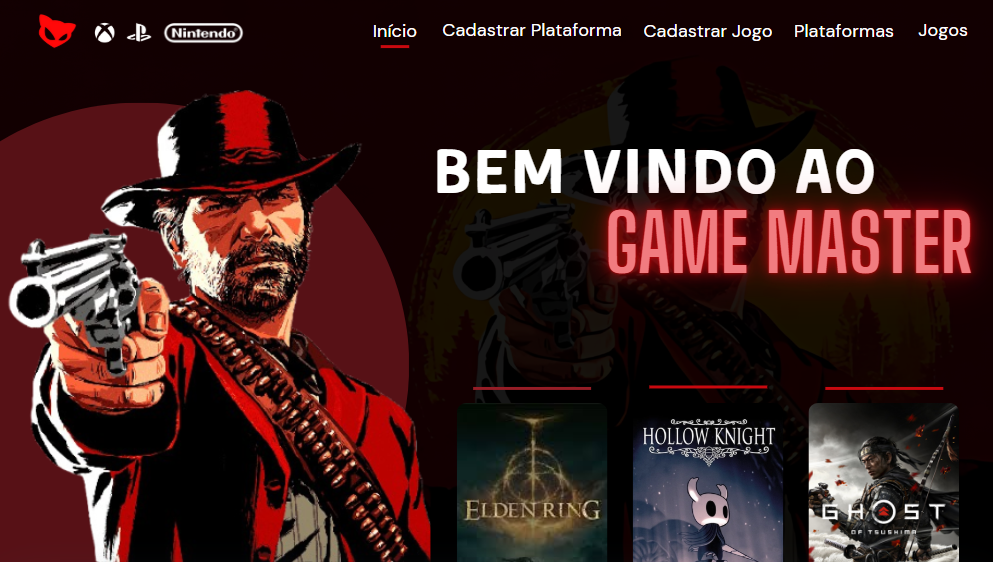 Nintendo
Início
Cadastrar Plataforma
Cadastrar Jogo
Plataformas
Jogos
BEM VINDO AO
GAME MASTER
ELDEN RING
HOLLOW KNIGHT
GHOST
OF TSUSHIMA